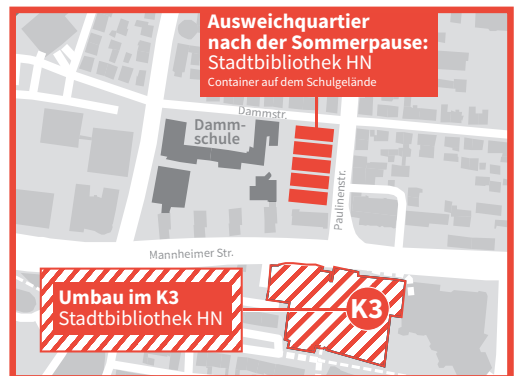 Ausweichquartier
nach der Sommerpause:
Stadtbibliothek HN
Container auf dem Schulgelände
Dammstr.
Damm-
schule
Paulinenstr.
Mannheimer Str.
Umbau im K3
Stadtbibliothek HN
K3